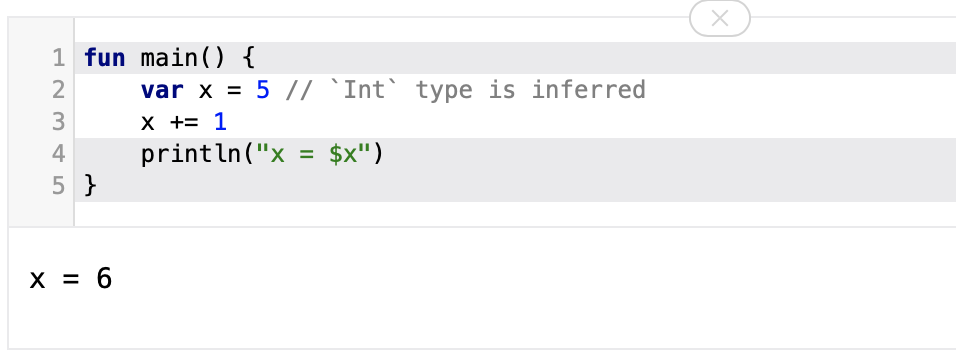 1 fun main() {
2     var x = 5 // `Int` type is inferred
3     x += 1
4     println("x = $x")
5 }
x = 6